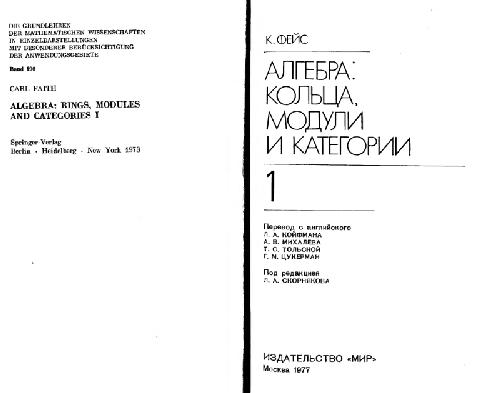 DIE GRUNDLEHREN
DER MATHEMATISCHEN WISSENSCHAFTEN
IN EINZELDARSTELLUNGEN
MIT BESONDERER BERÜCKSICHTIGUNG
DER ANWENDUNGSGEBIETE
Band 190
CARL FAITH
ALGEBRA: RINGS, MODULES
AND CATEGORIES I
Springer-Verlag
Berlin · Heidelberg · New York 1973
К. ФЕЙС
АЛГЕБРА:
КОЛЬЦА,
МОДУЛИ
И КАТЕГОРИИ
1
Перевод с английского
Л. А. КОЙФМАНА
А. В. МИХАЛЕВА
Т. С. ТОЛЬСКОЙ
Г. М. ЦУКЕРМАН
Под редакцией
Л. А. СКОРНЯКОВА
ИЗДАТЕЛЬСТВО «МИР»
Москва 1977